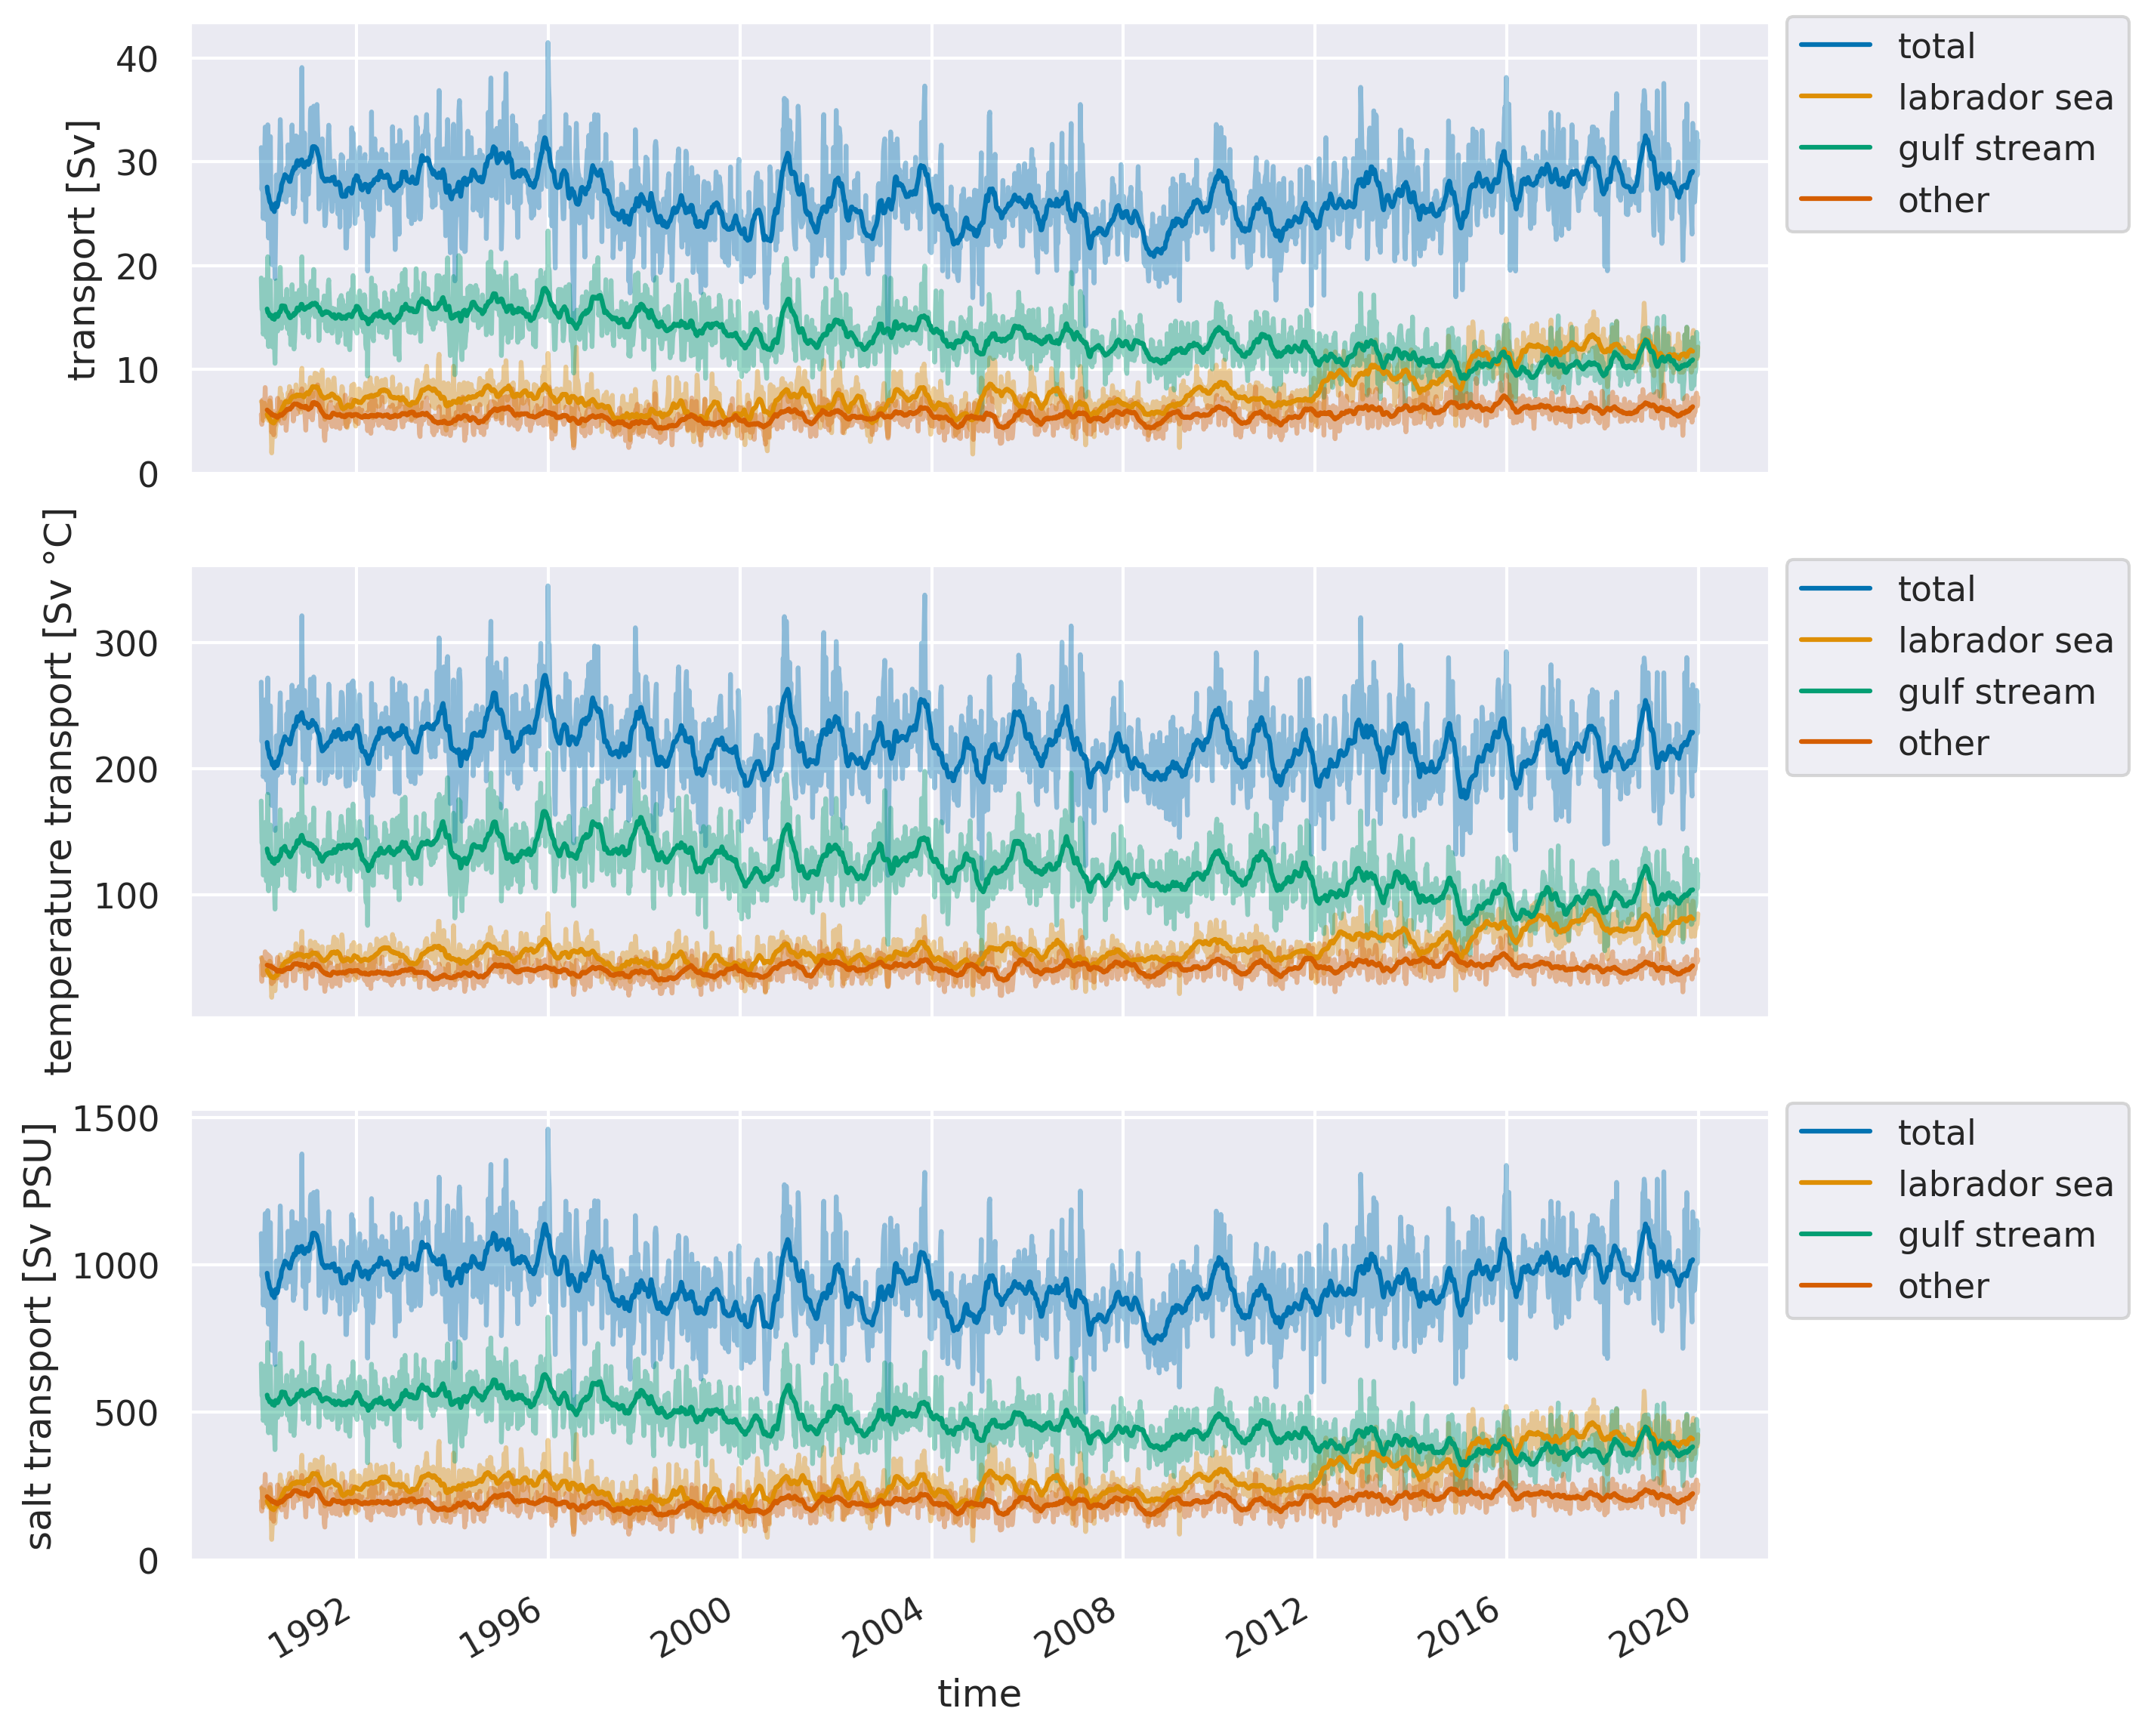 transport [Sv]
40
30
20
10
0
total
labrador sea
gulf stream
other
temperature transport [Sv °C]
300
200
100
total
labrador sea
gulf stream
other
salt transport [Sv PSU]
1500
1000
500
0
total
labrador sea
gulf stream
other
1992
1996
2000
2004
2008
2012
2016
2020
time